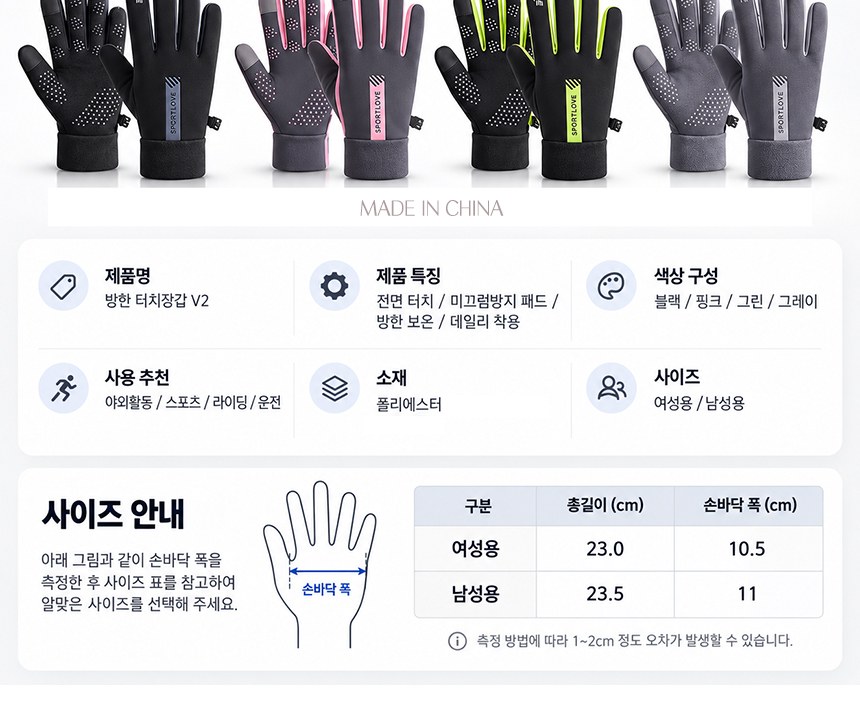 SPORTLOVE
SPORTLOVE
SPORTLOVE
SPORTLOVE
MADE IN CHINA
제품명
방한 터치장갑 V2
제품 특징
전면 터치 / 미끄럼방지 패드 /
방한 보온 / 데일리 착용
색상 구성
블랙 / 핑크 / 그린 / 그레이
사용 추천
야외활동 / 스포츠 / 라이딩 / 운전
소재
폴리에스터
사이즈
여성용 / 남성용
사이즈 안내
아래 그림과 같이 손바닥 폭을
측정한 후 사이즈 표를 참고하여
알맞은 사이즈를 선택해 주세요.
손바닥 폭
구분 총길이 (cm) 손바닥 폭 (cm)
여성용 23.0 10.5
남성용 23.5 11
측정 방법에 따라 1~2cm 정도 오차가 발생할 수 있습니다.